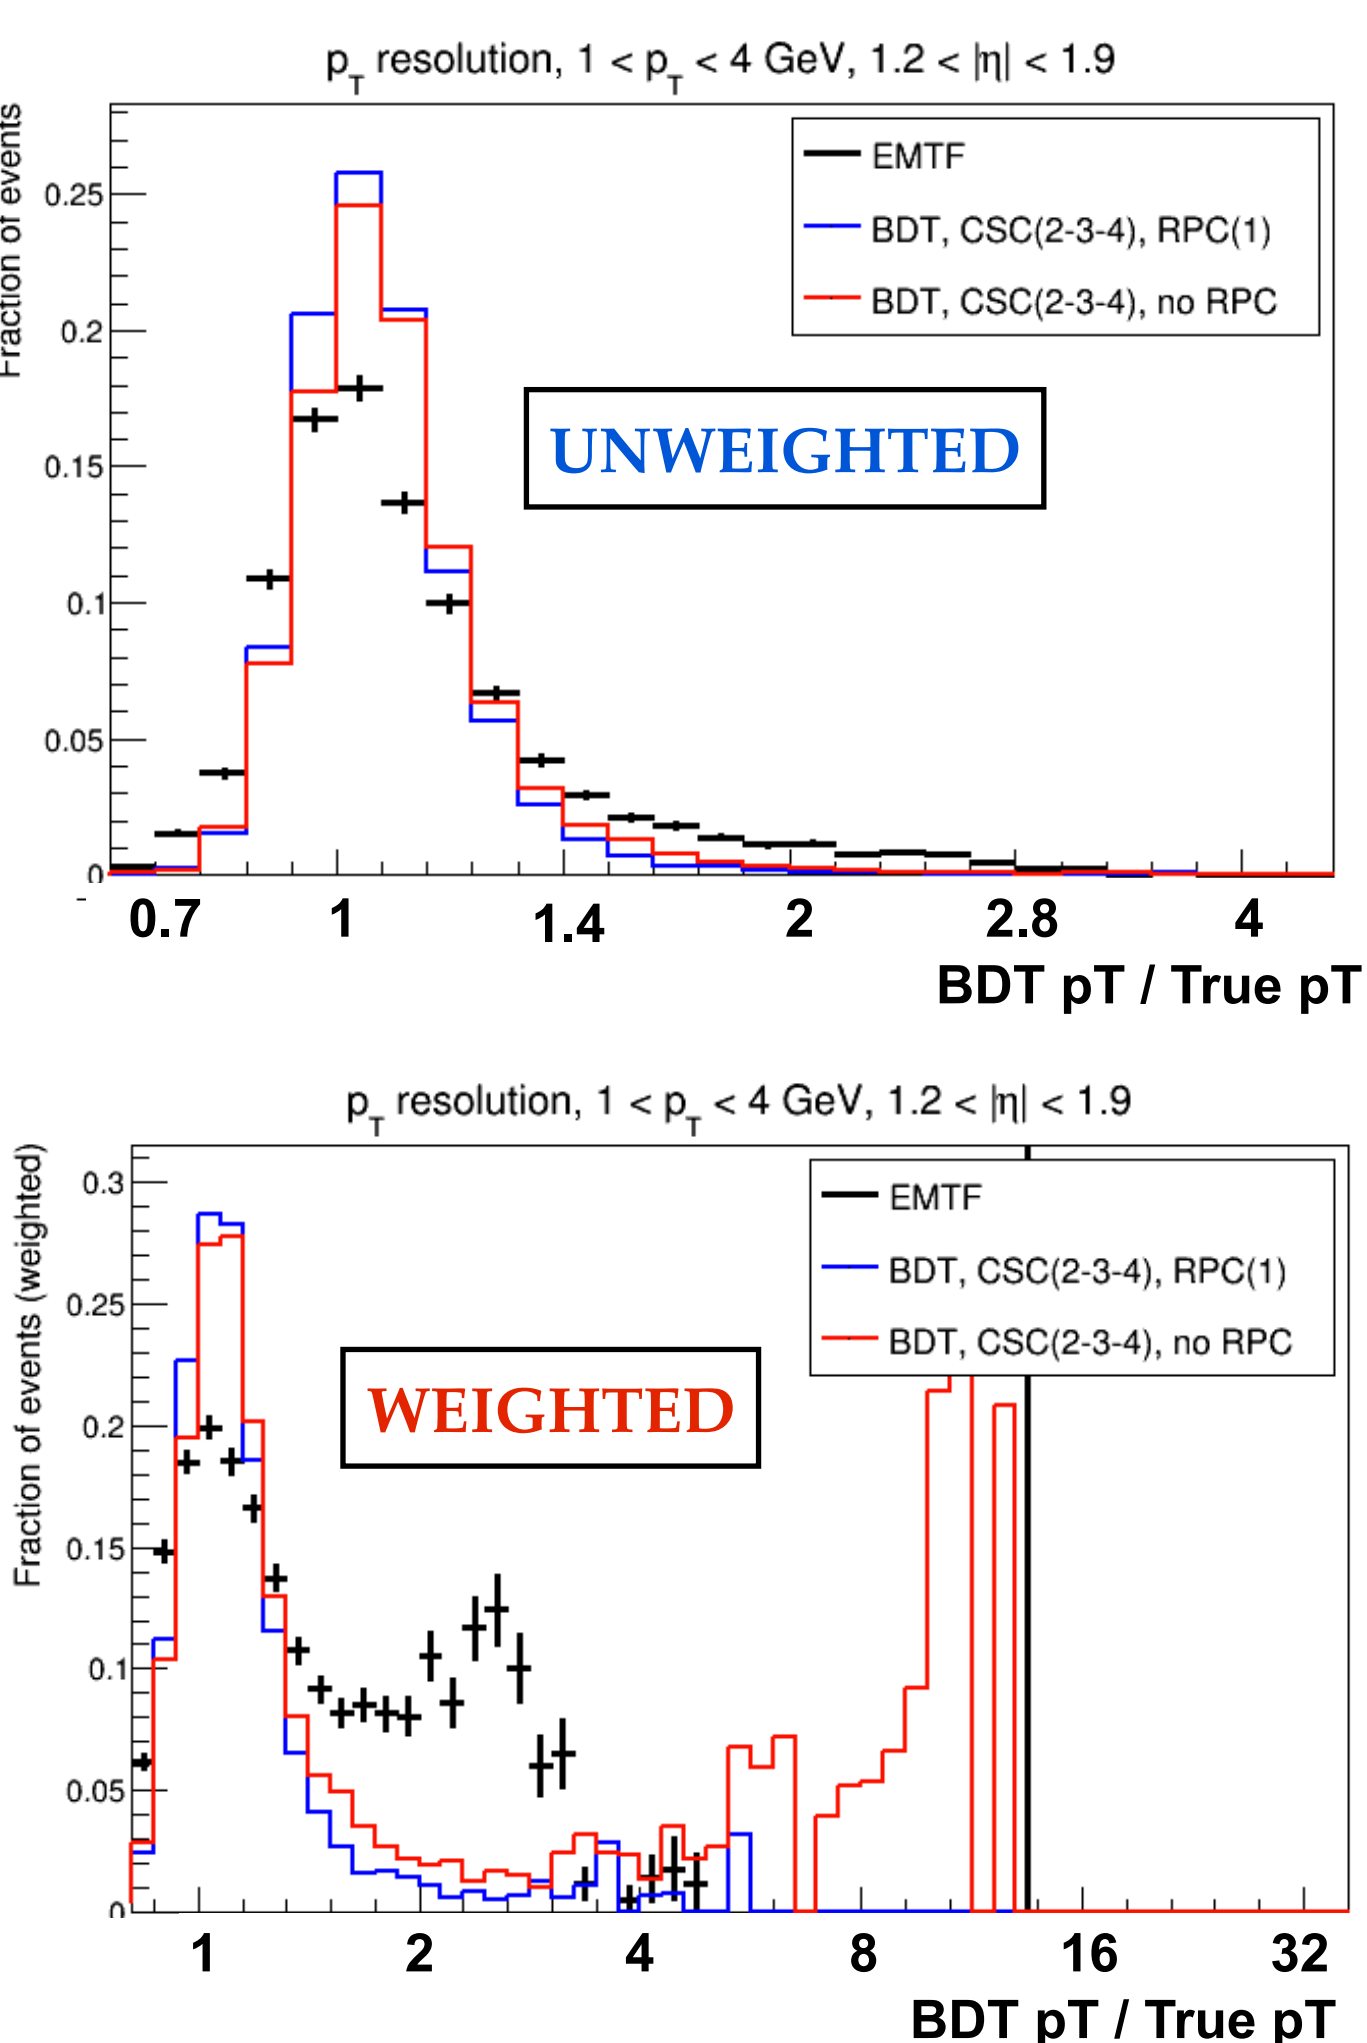 p_T resolution, 1 < p_T < 4 GeV, 1.2 < |η| < 1.9
Fraction of events
EMTF
BDT, CSC(2-3-4), RPC(1)
BDT, CSC(2-3-4), no RPC
UNWEIGHTED
0.25
0.2
0.15
0.1
0.05
0
-
0.7 1 1.4 2 2.8 4
BDT pT / True pT
p_T resolution, 1 < p_T < 4 GeV, 1.2 < |η| < 1.9
Fraction of events (weighted)
EMTF
BDT, CSC(2-3-4), RPC(1)
BDT, CSC(2-3-4), no RPC
WEIGHTED
0.3
0.25
0.2
0.15
0.1
0.05
0
1 2 4 8 16 32
BDT pT / True pT